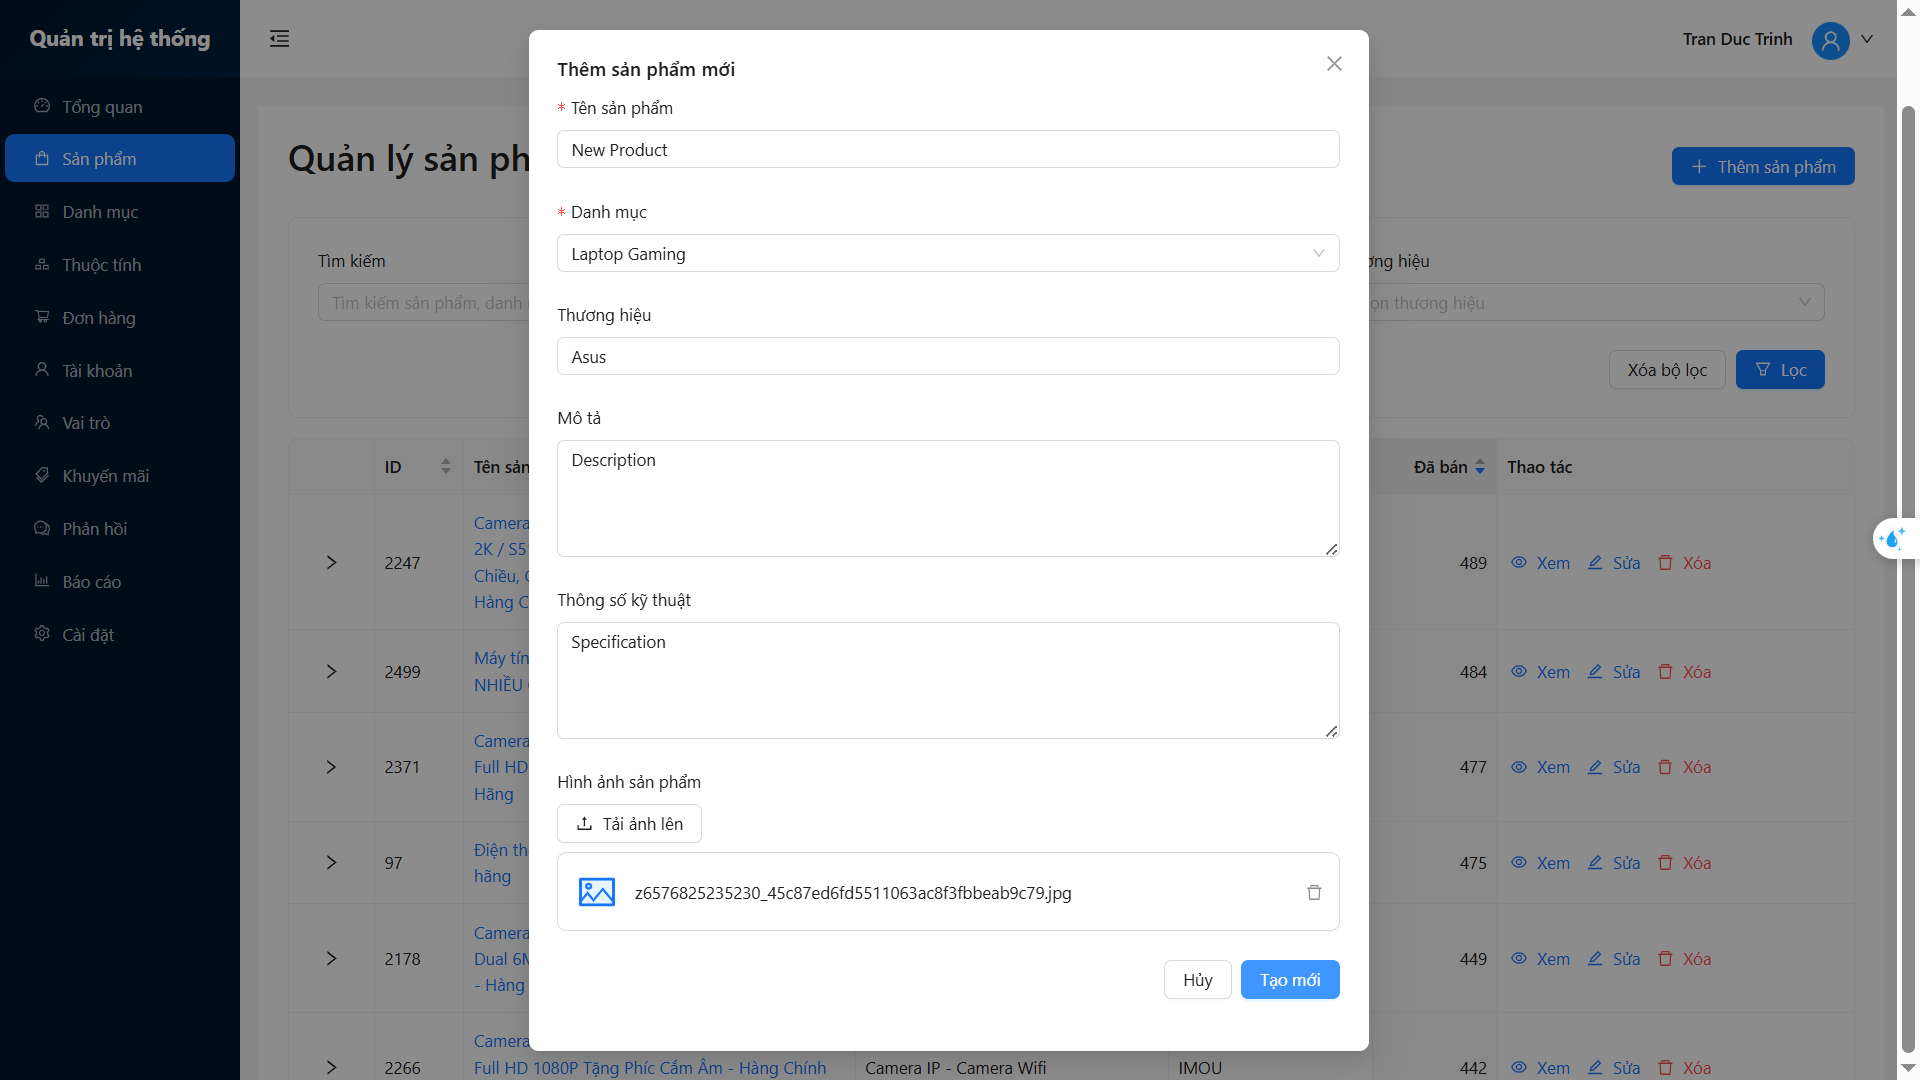 Quản trị hệ thống
Tổng quan
Sản phẩm
Danh mục
Thuộc tính
Đơn hàng
Tài khoản
Vai trò
Khuyến mãi
Phản hồi
Báo cáo
Cài đặt
Tran Duc Trinh
Quản lý sản ph
Thêm sản phẩm
Tìm kiếm
Tìm kiếm sản phẩm, danh
ng hiệu
thương hiệu
Xóa bộ lọc
Lọc
Thêm sản phẩm mới
* Tên sản phẩm
New Product
* Danh mục
Laptop Gaming
Thương hiệu
Asus
Mô tả
Description
Thông số kỹ thuật
Specification
Hình ảnh sản phẩm
Tải ảnh lên
z6576825235230_45c87ed6fd5511063ac8f3fbbeab9c79.jpg
Hủy
Tạo mới
ID Tên sản Đã bán Thao tác
2247
Camera
2K / S5
Chiều,
Hàng C
489 Xem Sửa Xóa
2499
Máy tín
NHIỀU
484 Xem Sửa Xóa
2371
Camera
Full HD
Hãng
477 Xem Sửa Xóa
97
Điện th
hãng
475 Xem Sửa Xóa
2178
Camera
Dual 6M
- Hàng
449 Xem Sửa Xóa
2266
Camera
Full HD 1080P Tặng Phíc Cắm Âm - Hàng Chính
Camera IP - Camera Wifi
IMOU
442 Xem Sửa Xóa